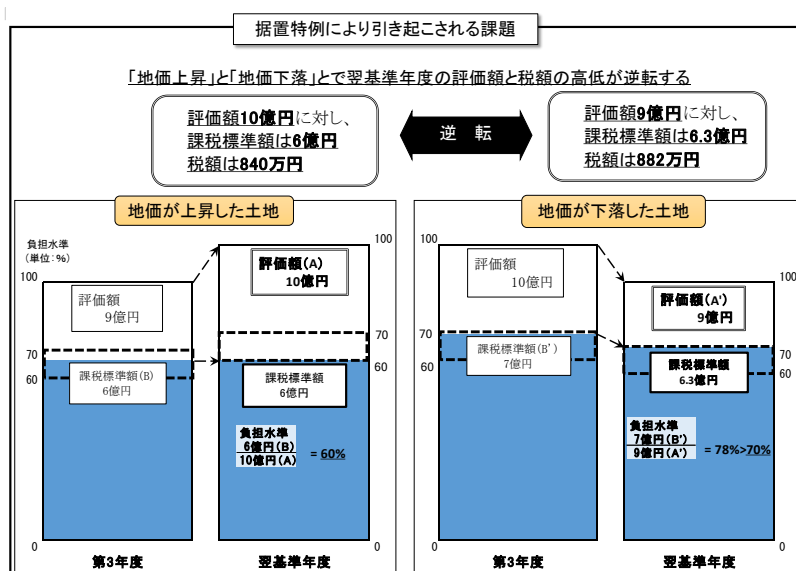 据置特例により引き起こされる課題
「地価上昇」と「地価下落」とで翌基準年度の評価額と税額の高低が逆転する
評価額10億円に対し、
課税標準額は6億円
税額は840万円
逆 転
評価額9億円に対し、
課税標準額は6.3億円
税額は882万円
地価が上昇した土地
負担水準
(単位:%)
100
70
60
0
評価額
9億円
課税標準額(B)
6億円
第3年度
100
70
60
0
評価額(A)
10億円
課税標準額
6億円
負担水準
6億円(B)
10億円(A)
= 60%
翌基準年度
地価が下落した土地
100
70
60
0
評価額
10億円
課税標準額(B')
7億円
第3年度
100
70
60
0
評価額(A')
9億円
課税標準額
6.3億円
負担水準
7億円(B')
9億円(A')
= 78%>70%
翌基準年度